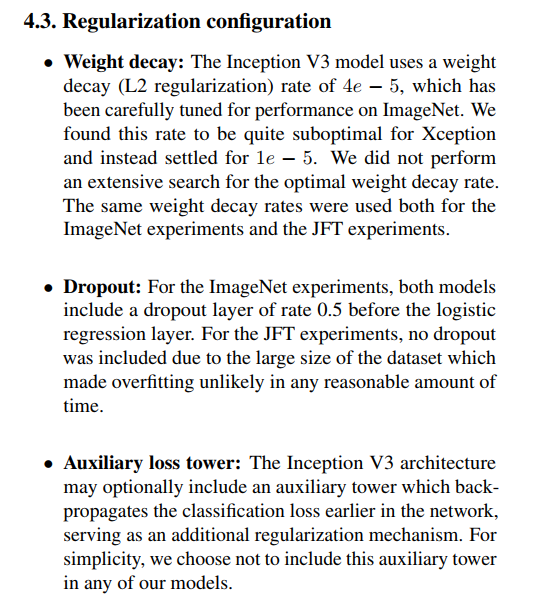 4.3. Regularization configuration
• Weight decay: The Inception V3 model uses a weight
decay (L2 regularization) rate of 4e − 5, which has
been carefully tuned for performance on ImageNet. We
found this rate to be quite suboptimal for Xception
and instead settled for 1e − 5. We did not perform
an extensive search for the optimal weight decay rate.
The same weight decay rates were used both for the
ImageNet experiments and the JFT experiments.
• Dropout: For the ImageNet experiments, both models
include a dropout layer of rate 0.5 before the logistic
regression layer. For the JFT experiments, no dropout
was included due to the large size of the dataset which
made overfitting unlikely in any reasonable amount of
time.
• Auxiliary loss tower: The Inception V3 architecture
may optionally include an auxiliary tower which back-
propagates the classification loss earlier in the network,
serving as an additional regularization mechanism. For
simplicity, we choose not to include this auxiliary tower
in any of our models.